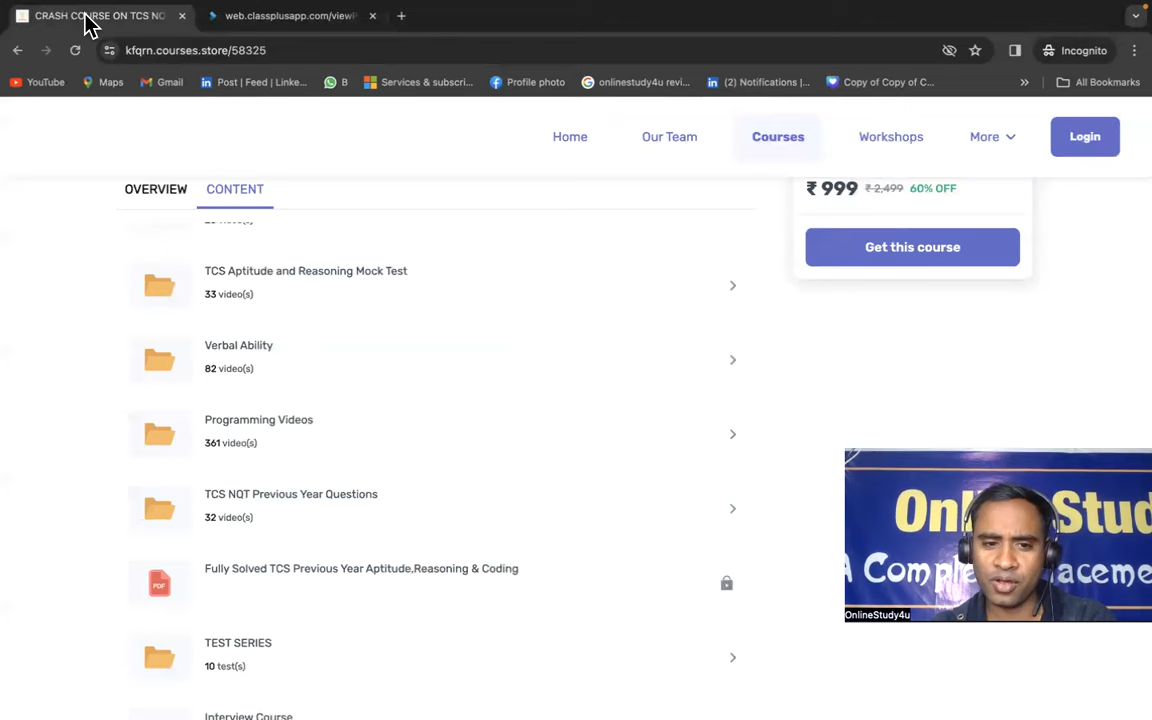 CRASH COURSE ON TCS NQ
web.classplusapp.com/viewF
kfqrn.courses.store/58325
Incognito
YouTube
Maps
Gmail
Post | Feed | Linke...
B
Services & subscri...
Profile photo
onlinestudy4u revi...
(2) Notifications |...
Copy of Copy of C...
»
All Bookmarks
Home
Our Team
Courses
Workshops
More
Login
OVERVIEW
CONTENT
₹ 999 ₹ 2,499 60% OFF
Get this course
TCS Aptitude and Reasoning Mock Test
33 video(s)
Verbal Ability
82 video(s)
Programming Videos
361 video(s)
TCS NQT Previous Year Questions
32 video(s)
PDF
Fully Solved TCS Previous Year Aptitude,Reasoning & Coding
TEST SERIES
10 test(s)
Interview Course
OnlineStudy4u